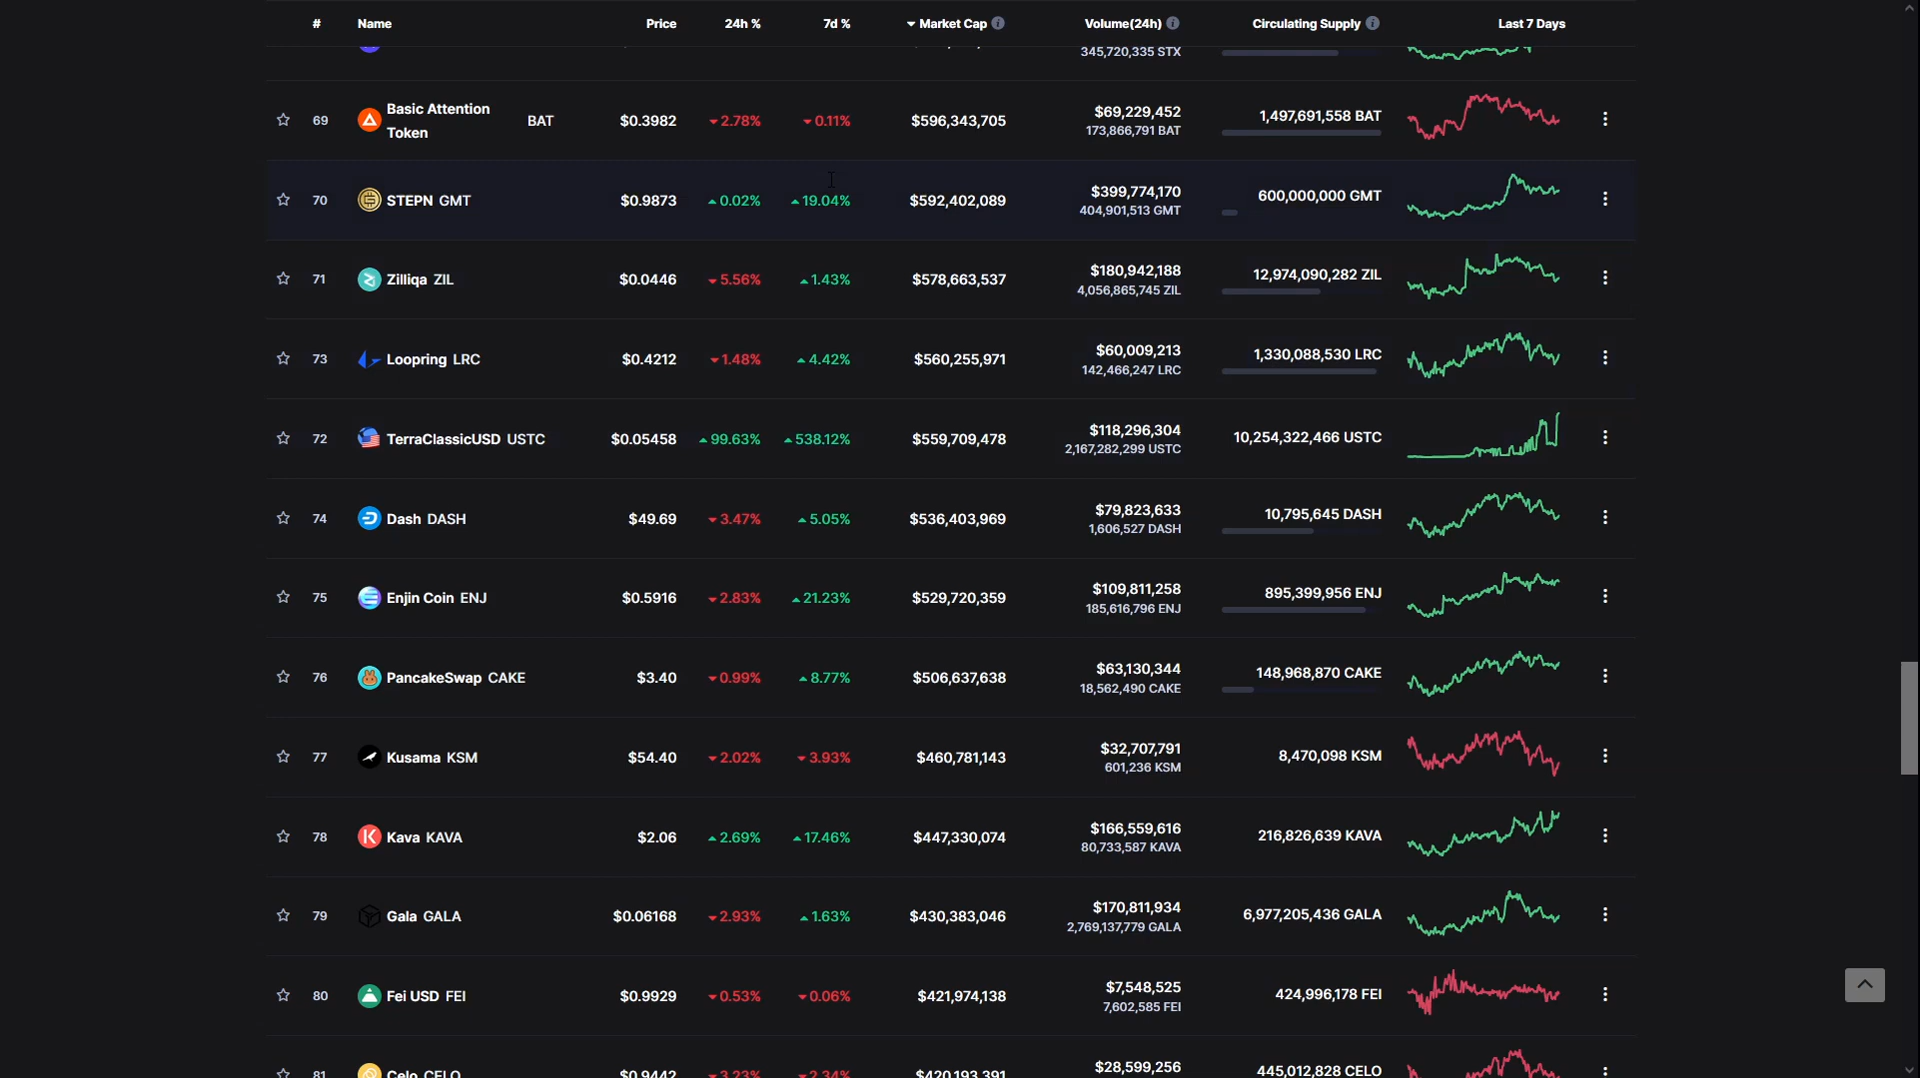 # Name Price 24h % 7d % Market Cap Volume(24h) Circulating Supply Last 7 Days
345,720,335 STX
69 Basic Attention Token BAT $0.3982 2.78% 0.11% $596,343,705 $69,229,452 1,497,691,558 BAT
173,866,791 BAT
70 STEPN GMT $0.9873 0.02% 19.04% $592,402,089 $399,774,170 600,000,000 GMT
404,901,513 GMT
71 Zilliqa ZIL $0.0446 5.56% 1.43% $578,663,537 $180,942,188 12,974,090,282 ZIL
4,056,865,745 ZIL
73 Loopring LRC $0.4212 1.48% 4.42% $560,255,971 $60,009,213 1,330,088,530 LRC
142,466,247 LRC
72 TerraClassicUSD USTC $0.05458 99.63% 538.12% $559,709,478 $118,296,304 10,254,322,466 USTC
2,167,282,299 USTC
74 Dash DASH $49.69 3.47% 5.05% $536,403,969 $79,823,633 10,795,645 DASH
1,606,527 DASH
75 Enjin Coin ENJ $0.5916 2.83% 21.23% $529,720,359 $109,811,258 895,399,956 ENJ
185,616,796 ENJ
76 PancakeSwap CAKE $3.40 0.99% 8.77% $506,637,638 $63,130,344 148,968,870 CAKE
18,562,490 CAKE
77 Kusama KSM $54.40 2.02% 3.93% $460,781,143 $32,707,791 8,470,098 KSM
601,236 KSM
78 Kava KAVA $2.06 2.69% 17.46% $447,330,074 $166,559,616 216,826,639 KAVA
80,733,587 KAVA
79 Gala GALA $0.06168 2.93% 1.63% $430,383,046 $170,811,934 6,977,205,436 GALA
2,769,137,779 GALA
80 Fei USD FEI $0.9929 0.53% 0.06% $421,974,138 $7,548,525 424,996,178 FEI
7,602,585 FEI
81 Celo CELO $0.9442 3.23% 2.34% $420,193,391 $28,599,256 445,012,828 CELO